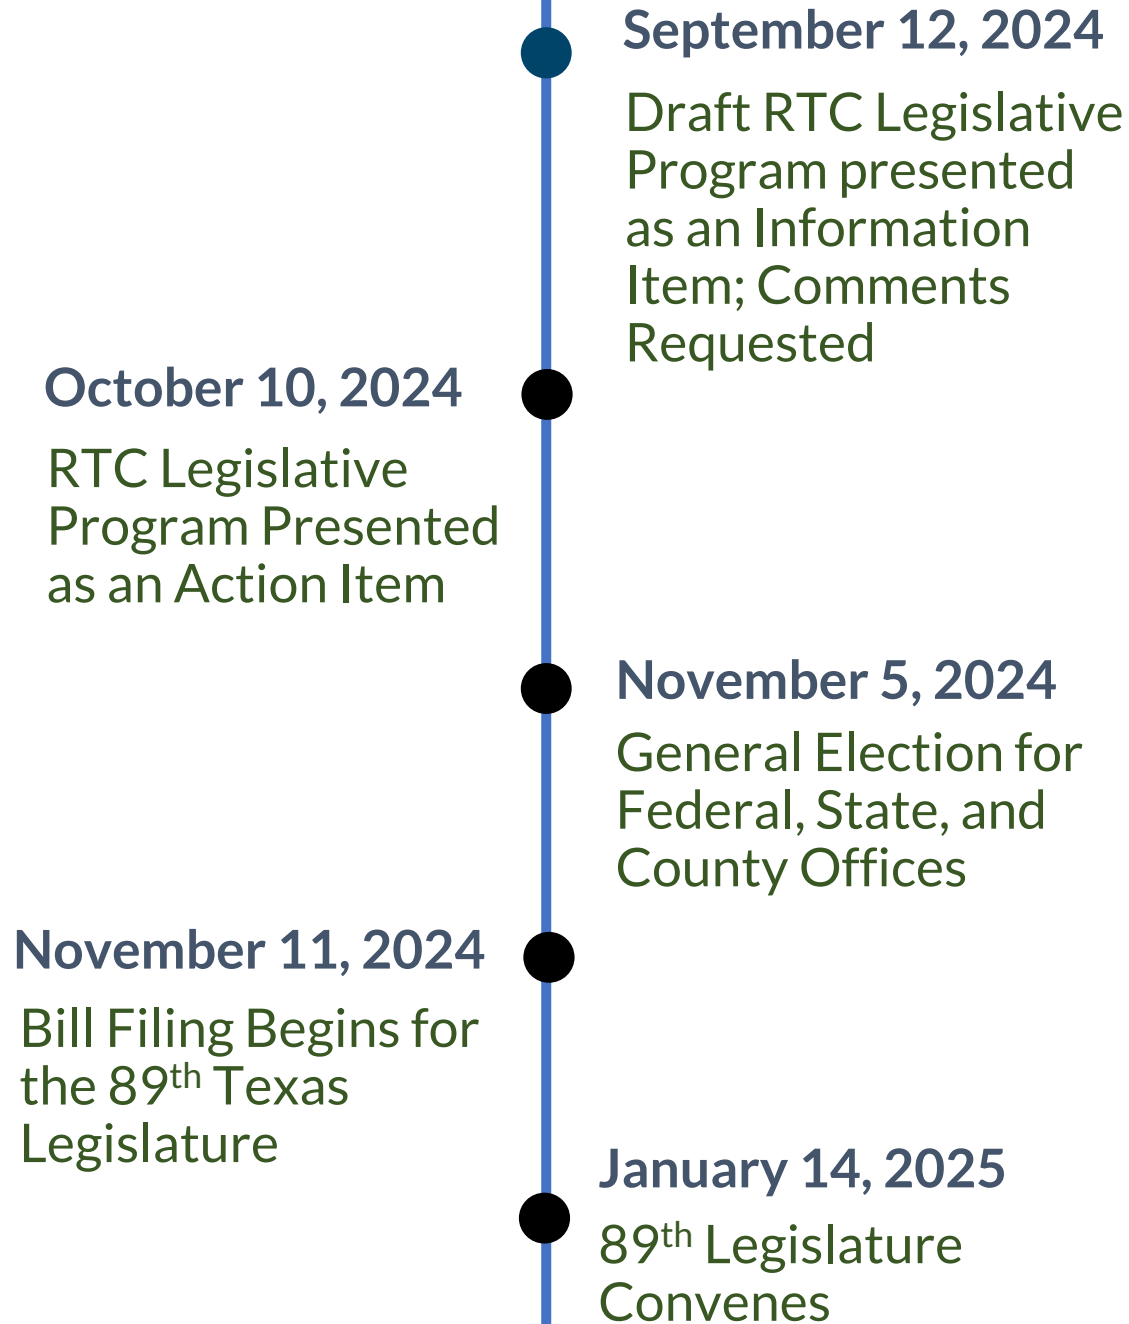 September 12, 2024
Draft RTC Legislative
Program presented
as an Information
Item; Comments
Requested
October 10, 2024
RTC Legislative
Program Presented
as an Action Item
November 5, 2024
General Election for
Federal, State, and
County Offices
November 11, 2024
Bill Filing Begins for
the 89th Texas
Legislature
January 14, 2025
89th Legislature
Convenes